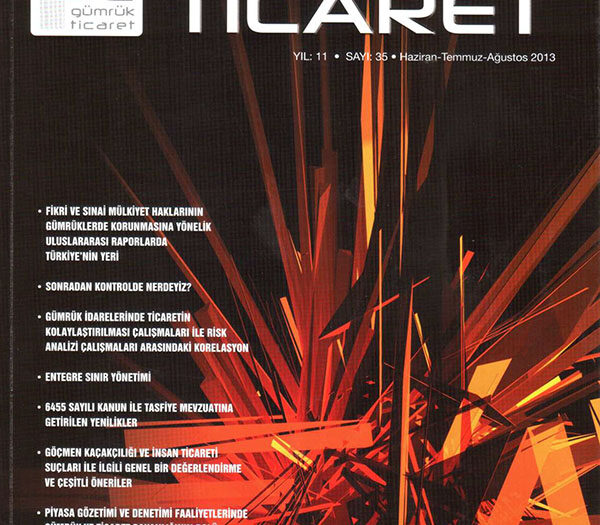 gümrük
ticaret
TİCARET
YIL: 11 • SAYI: 35 • Haziran-Temmuz-Ağustos 2013
• FİKRİ VE SINAİ MÜLKİYET HAKLARININ
GÜMRÜKLERDE KORUNMASINA YÖNELİK
ULUSLARARASI RAPORLARDA
TÜRKİYE'NİN YERİ
• SONRADAN KONTROLDE NERDEYİZ?
• GÜMRÜK İDARELERİNDE TİCARETİN
KOLAYLAŞTIRILMASI ÇALIŞMALARI İLE RİSK
ANALİZİ ÇALIŞMALARI ARASINDAKİ KORELASYON
• ENTEGRE SINIR YÖNETİMİ
• 6455 SAYILI KANUN İLE TASFİYE MEVZUATINA
GETİRİLEN YENİLİKLER
• GÖÇMEN KAÇAKÇILIĞI VE İNSAN TİCARETİ
SUÇLARI İLE İLGİLİ GENEL BİR DEĞERLENDİRME
VE ÇEŞİTLİ ÖNERİLER
• PİYASA GÖZETİMİ VE DENETİMİ FAALİYETLERİNDE